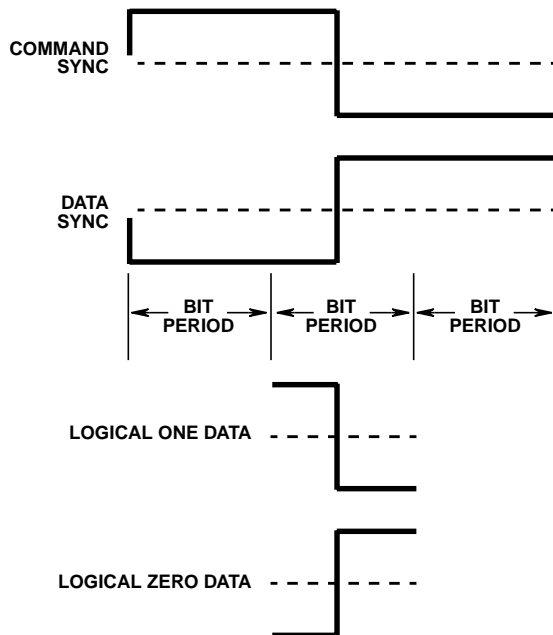 COMMAND
SYNC
DATA
SYNC
BIT
PERIOD
BIT
PERIOD
BIT
PERIOD
LOGICAL ONE DATA
LOGICAL ZERO DATA